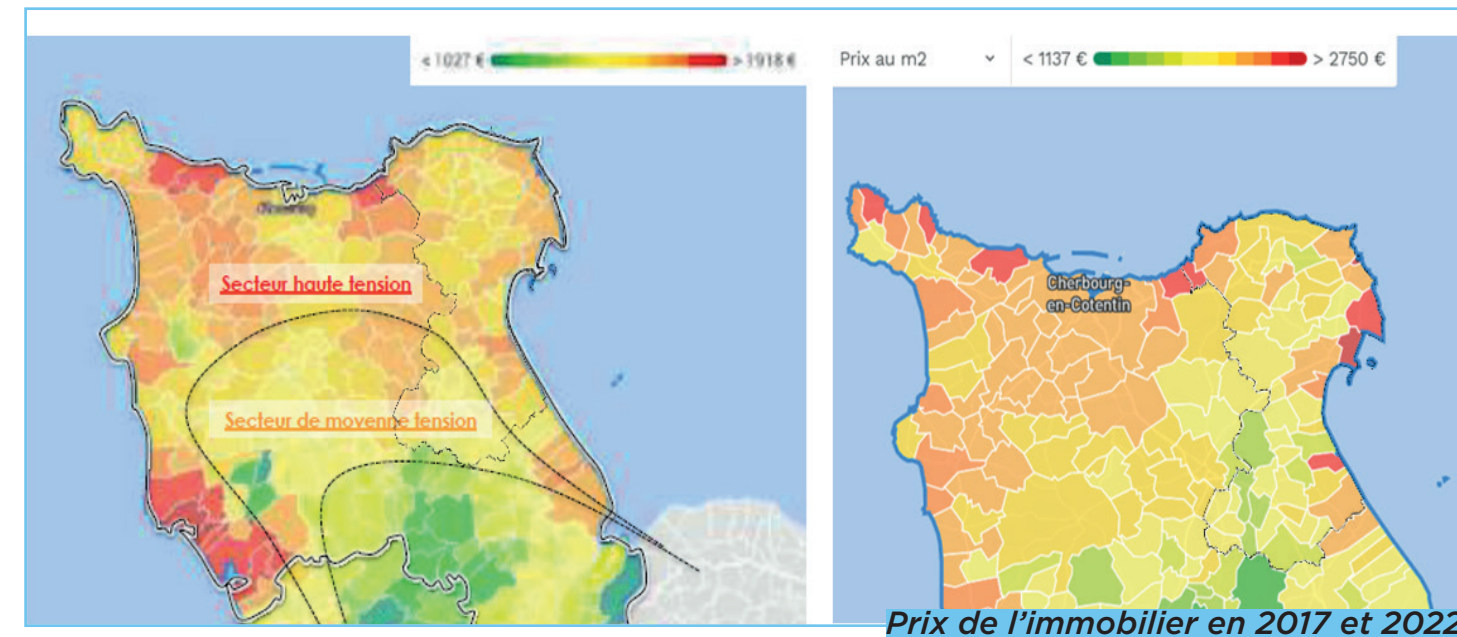 < 1027 €
> 1918 €
Prix au m2
< 1137 €
> 2750 €
Secteur haute tension
Secteur de moyenne tension
Cherbourg-
en-Cotentin
Prix de l'immobilier en 2017 et 2022